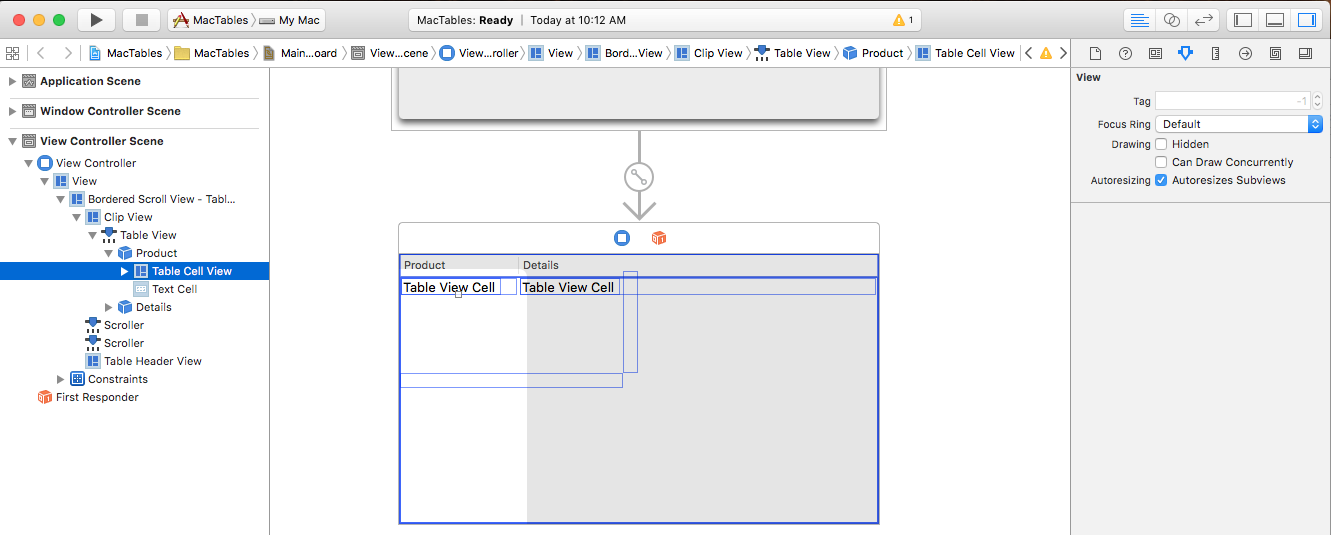 MacTables
My Mac
MacTables: Ready | Today at 10:12 AM
1
MacTables
MacTables
Main...oard
View...cene
View...roller
View
Bord...View
Clip View
Table View
Product
Table Cell View
Application Scene
Window Controller Scene
View Controller Scene
View Controller
View
Bordered Scroll View - Tabl...
Clip View
Table View
Product
Table Cell View
Text Cell
Details
Scroller
Scroller
Table Header View
Constraints
First Responder
Product
Details
Table View Cell
Table View Cell
View
Tag
-1
Focus Ring
Default
Drawing
Hidden
Can Draw Concurrently
Autoresizing
Autoresizes Subviews